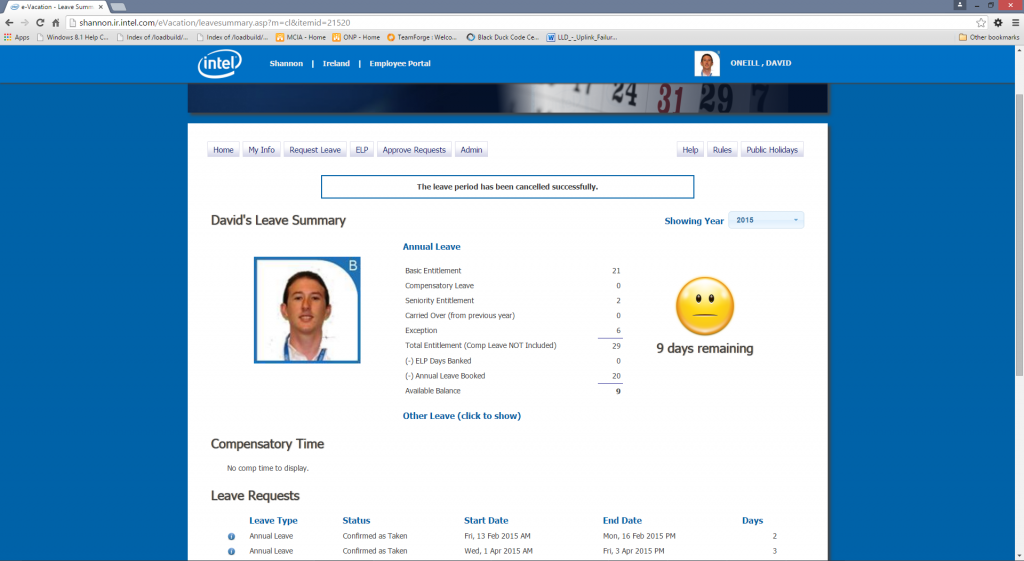 e-Vacation - Leave Summ
shannon.ir.intel.com/eVacation/leavesummary.asp?m=cl&itemid=21520
Apps Windows 8.1 Help C... Index of /loadbuild/... Index of /loadbuild/... MCIA - Home ONP - Home TeamForge : Welco... Black Duck Code Ce... LLD_-_Uplink_Failur... Other bookmarks
intel Shannon | Ireland | Employee Portal ONEILL , DAVID
24 31 29 7
Home My Info Request Leave ELP Approve Requests Admin Help Rules Public Holidays
The leave period has been cancelled successfully.
David's Leave Summary Showing Year 2015
Annual Leave
B
Basic Entitlement 21
Compensatory Leave 0
Seniority Entitlement 2
Carried Over (from previous year) 0
Exception 6
Total Entitlement (Comp Leave NOT Included) 29
9 days remaining
(-) ELP Days Banked 0
(-) Annual Leave Booked 20
Available Balance 9
Other Leave (click to show)
Compensatory Time
No comp time to display.
Leave Requests
Leave Type Status Start Date End Date Days
Annual Leave Confirmed as Taken Fri, 13 Feb 2015 AM Mon, 16 Feb 2015 PM 2
Annual Leave Confirmed as Taken Wed, 1 Apr 2015 AM Fri, 3 Apr 2015 PM 3